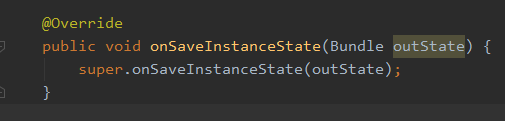 @Override
public void onSaveInstanceState(Bundle outState) {
    super.onSaveInstanceState(outState);
}